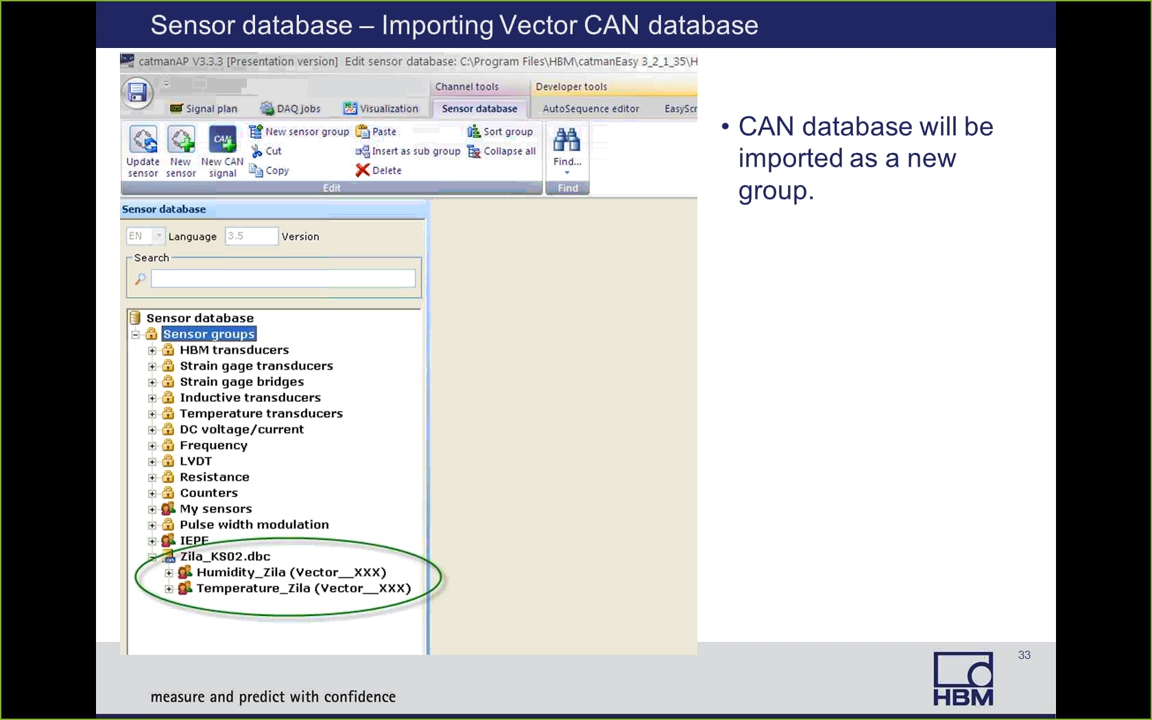 Sensor database – Importing Vector CAN database
catmanAP V3.3.3 [Presentation version] Edit sensor database: C:\Program Files\HBM\catmanEasy 3_2_1_35\H
Channel tools Developer tools
Signal plan DAQ jobs Visualization Sensor database AutoSequence editor EasyScr
New sensor group Paste Sort group
Cut Insert as sub group Collapse all
Copy Delete
Update sensor
New sensor
CAN
New CAN signal
Find...
Edit Find
Sensor database
EN Language 3.5 Version
Search
Sensor database
Sensor groups
HBM transducers
Strain gage transducers
Strain gage bridges
Inductive transducers
Temperature transducers
DC voltage/current
Frequency
LVDT
Resistance
Counters
My sensors
Pulse width modulation
IEPE
Zila_KS02.dbc
Humidity_Zila (Vector__XXX)
Temperature_Zila (Vector__XXX)
• CAN database will be
imported as a new
group.
measure and predict with confidence
HBM
33